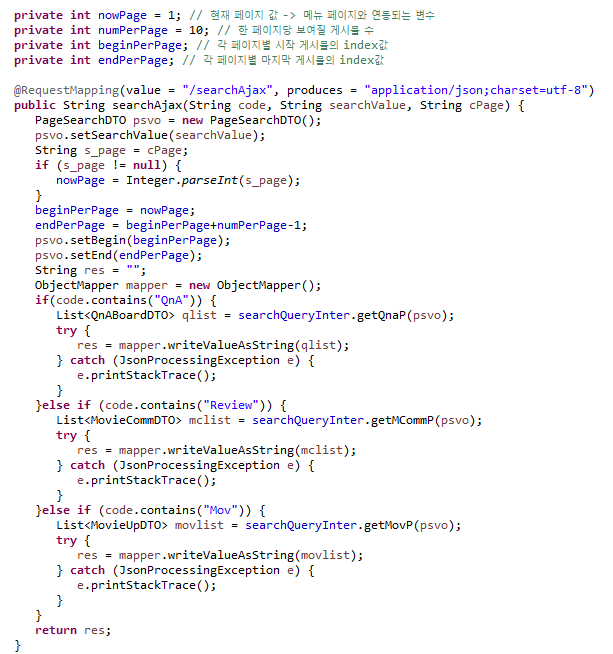 private int nowPage = 1; // 현재 페이지 값 -> 메뉴 페이지와 연동되는 변수
private int numPerPage = 10; // 한 페이지당 보여질 게시물 수
private int beginPerPage; // 각 페이지별 시작 게시물의 index값
private int endPerPage; // 각 페이지별 마지막 게시물의 index값
@RequestMapping(value = "/searchAjax", produces = "application/json;charset=utf-8")
public String searchAjax(String code, String searchValue, String cPage) {
PageSearchDTO psvo = new PageSearchDTO();
psvo.setSearchValue(searchValue);
String s_page = cPage;
if (s_page != null) {
nowPage = Integer.parseInt(s_page);
}
beginPerPage = nowPage;
endPerPage = beginPerPage+numPerPage-1;
psvo.setBegin(beginPerPage);
psvo.setEnd(endPerPage);
String res = "";
ObjectMapper mapper = new ObjectMapper();
if(code.contains("QnA")) {
List<QnABoardDTO> qlist = searchQueryInter.getQnaP(psvo);
try {
res = mapper.writeValueAsString(qlist);
} catch (JsonProcessingException e) {
e.printStackTrace();
}
}else if (code.contains("Review")) {
List<MovieCommDTO> mclist = searchQueryInter.getMCommP(psvo);
try {
res = mapper.writeValueAsString(mclist);
} catch (JsonProcessingException e) {
e.printStackTrace();
}
}else if (code.contains("Mov")) {
List<MovieUpDTO> movlist = searchQueryInter.getMovP(psvo);
try {
res = mapper.writeValueAsString(movlist);
} catch (JsonProcessingException e) {
e.printStackTrace();
}
}
return res;
}